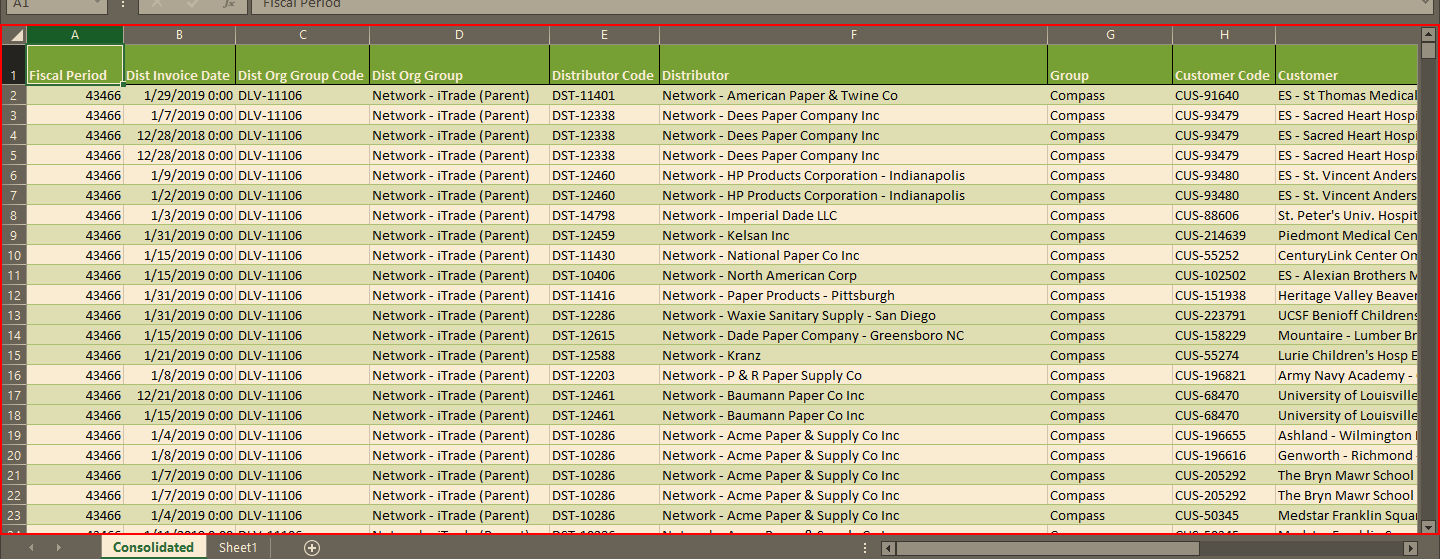 A1 fx Fiscal Period
A B C D E F G H
1 Fiscal Period Dist Invoice Date Dist Org Group Code Dist Org Group Distributor Code Distributor Group Customer Code Customer
2 43466 1/29/2019 0:00 DLV-11106 Network - iTrade (Parent) DST-11401 Network - American Paper & Twine Co Compass CUS-91640 ES - St Thomas Medical
3 43466 1/7/2019 0:00 DLV-11106 Network - iTrade (Parent) DST-12338 Network - Dees Paper Company Inc Compass CUS-93479 ES - Sacred Heart Hospi
4 43466 12/28/2018 0:00 DLV-11106 Network - iTrade (Parent) DST-12338 Network - Dees Paper Company Inc Compass CUS-93479 ES - Sacred Heart Hospi
5 43466 12/28/2018 0:00 DLV-11106 Network - iTrade (Parent) DST-12338 Network - Dees Paper Company Inc Compass CUS-93479 ES - Sacred Heart Hospi
6 43466 1/9/2019 0:00 DLV-11106 Network - iTrade (Parent) DST-12460 Network - HP Products Corporation - Indianapolis Compass CUS-93480 ES - St. Vincent Anders
7 43466 1/2/2019 0:00 DLV-11106 Network - iTrade (Parent) DST-12460 Network - HP Products Corporation - Indianapolis Compass CUS-93480 ES - St. Vincent Anders
8 43466 1/3/2019 0:00 DLV-11106 Network - iTrade (Parent) DST-14798 Network - Imperial Dade LLC Compass CUS-88606 St. Peter's Univ. Hospit
9 43466 1/31/2019 0:00 DLV-11106 Network - iTrade (Parent) DST-12459 Network - Kelsan Inc Compass CUS-214639 Piedmont Medical Cen
10 43466 1/15/2019 0:00 DLV-11106 Network - iTrade (Parent) DST-11430 Network - National Paper Co Inc Compass CUS-55252 CenturyLink Center Om
11 43466 1/15/2019 0:00 DLV-11106 Network - iTrade (Parent) DST-10406 Network - North American Corp Compass CUS-102502 ES - Alexian Brothers M
12 43466 1/31/2019 0:00 DLV-11106 Network - iTrade (Parent) DST-11416 Network - Paper Products - Pittsburgh Compass CUS-151938 Heritage Valley Beaver
13 43466 1/31/2019 0:00 DLV-11106 Network - iTrade (Parent) DST-12286 Network - Waxie Sanitary Supply - San Diego Compass CUS-223791 UCSF Benioff Childrens
14 43466 1/15/2019 0:00 DLV-11106 Network - iTrade (Parent) DST-12615 Network - Dade Paper Company - Greensboro NC Compass CUS-158229 Mountaire - Lumber Br
15 43466 1/21/2019 0:00 DLV-11106 Network - iTrade (Parent) DST-12588 Network - Kranz Compass CUS-55274 Lurie Children's Hosp E
16 43466 1/8/2019 0:00 DLV-11106 Network - iTrade (Parent) DST-12203 Network - P & R Paper Supply Co Compass CUS-196821 Army Navy Academy -
17 43466 12/21/2018 0:00 DLV-11106 Network - iTrade (Parent) DST-12461 Network - Baumann Paper Co Inc Compass CUS-68470 University of Louisville
18 43466 1/15/2019 0:00 DLV-11106 Network - iTrade (Parent) DST-12461 Network - Baumann Paper Co Inc Compass CUS-68470 University of Louisville
19 43466 1/4/2019 0:00 DLV-11106 Network - iTrade (Parent) DST-10286 Network - Acme Paper & Supply Co Inc Compass CUS-196655 Ashland - Wilmington
20 43466 1/8/2019 0:00 DLV-11106 Network - iTrade (Parent) DST-10286 Network - Acme Paper & Supply Co Inc Compass CUS-196616 Genworth - Richmond -
21 43466 1/7/2019 0:00 DLV-11106 Network - iTrade (Parent) DST-10286 Network - Acme Paper & Supply Co Inc Compass CUS-205292 The Bryn Mawr School
22 43466 1/7/2019 0:00 DLV-11106 Network - iTrade (Parent) DST-10286 Network - Acme Paper & Supply Co Inc Compass CUS-205292 The Bryn Mawr School
23 43466 1/4/2019 0:00 DLV-11106 Network - iTrade (Parent) DST-10286 Network - Acme Paper & Supply Co Inc Compass CUS-50345 Medstar Franklin Squar
Consolidated Sheet1